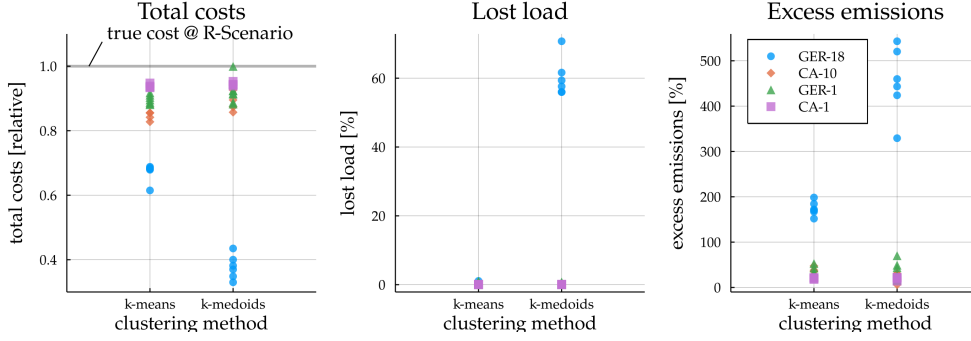 Total costs
true cost @ R-Scenario
1.0
0.8
0.6
0.4
total costs [relative]
k-means
k-medoids
clustering method
Lost load
60
40
20
0
lost load [%]
k-means
k-medoids
clustering method
Excess emissions
500
400
300
200
100
0
excess emissions [%]
GER-18
CA-10
GER-1
CA-1
k-means
k-medoids
clustering method